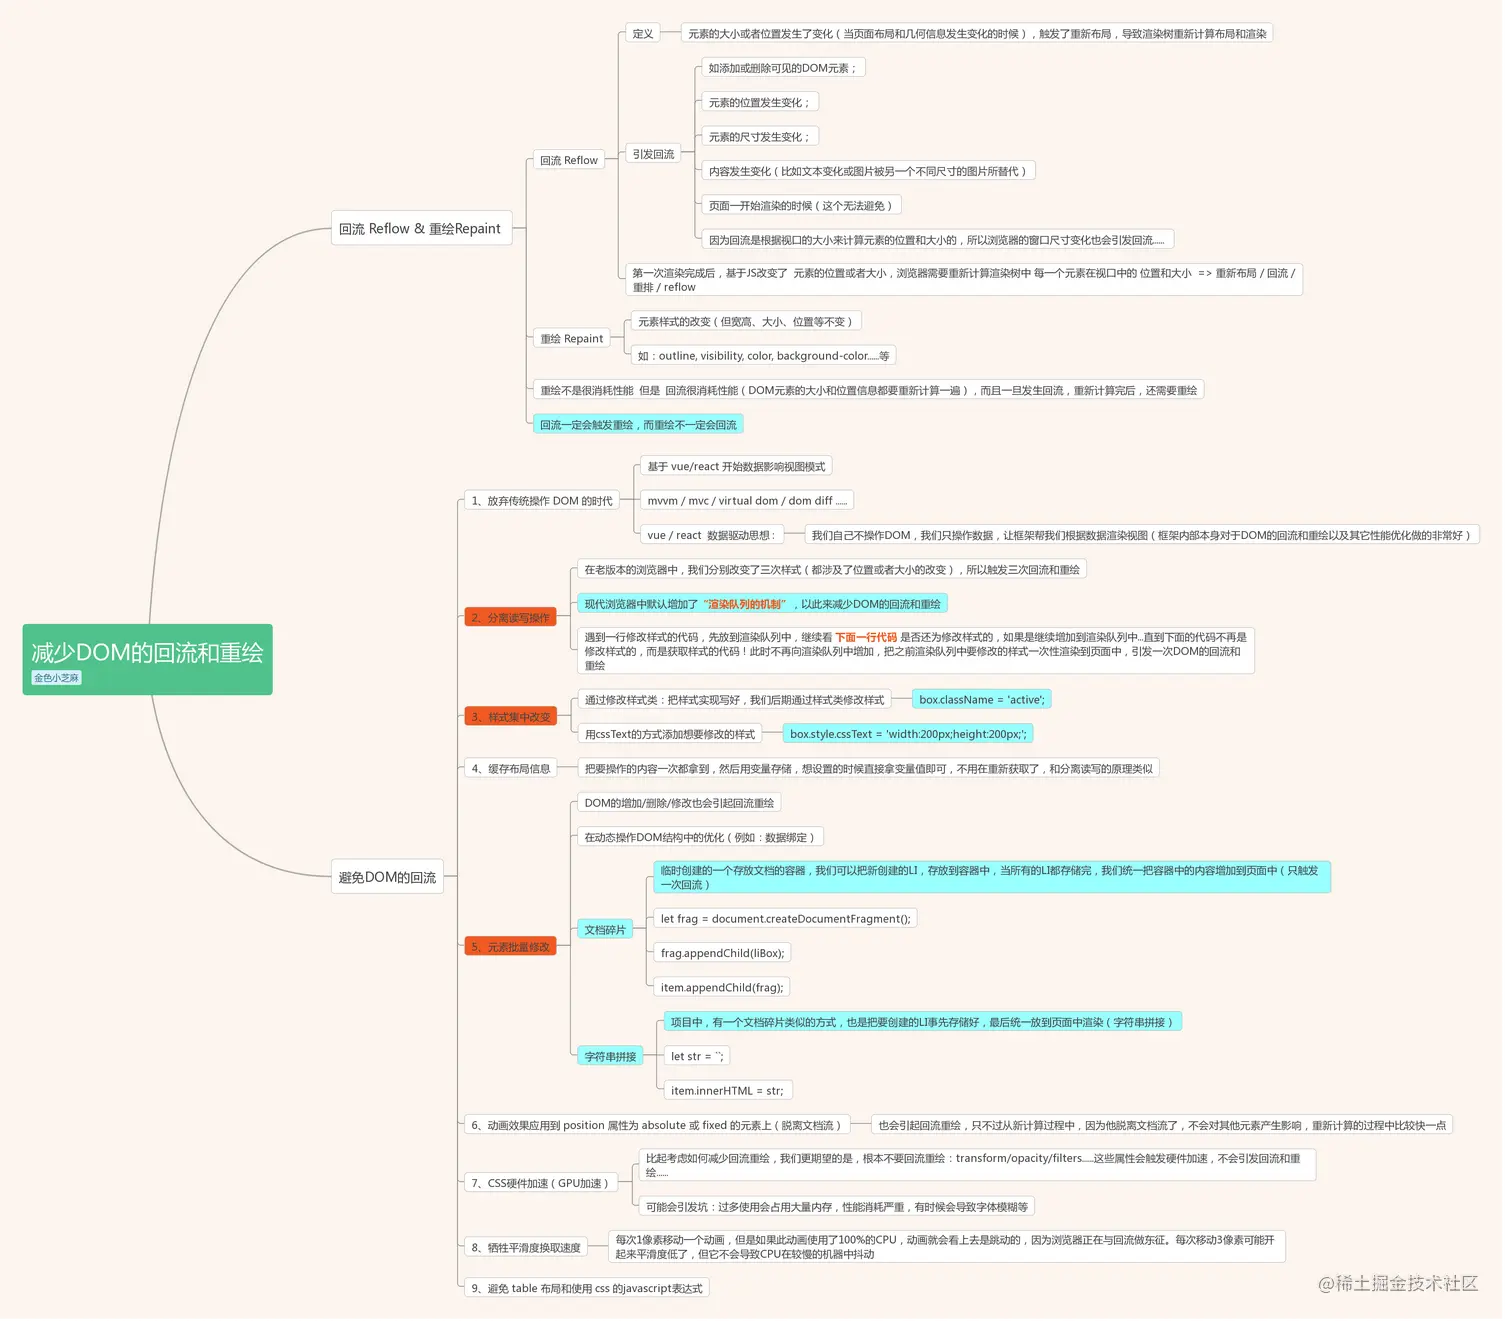 定义
元素的大小或者位置发生了变化（当页面布局和几何信息发生变化的时候），触发了重新布局，导致渲染树重新计算布局和渲染
如添加或删除可见的DOM元素；
元素的位置发生变化；
元素的尺寸发生变化；
引发回流
回流 Reflow
内容发生变化（比如文本变化或图片被另一个不同尺寸的图片所替代）
页面一开始渲染的时候（这个无法避免）
回流 Reflow & 重绘Repaint
因为回流是根据视口的大小来计算元素的位置和大小的，所以浏览器的窗口尺寸变化也会引发回流......
第一次渲染完成后，基于JS改变了 元素的位置或者大小，浏览器需要重新计算渲染树中 每一个元素在视口中的 位置和大小 => 重新布局 / 回流 /
重排 / reflow
元素样式的改变（但宽高、大小、位置等不变）
重绘 Repaint
如：outline, visibility, color, background-color......等
重绘不是很消耗性能 但是 回流很消耗性能（DOM元素的大小和位置信息都要重新计算一遍），而且一旦发生回流，重新计算完后，还需要重绘
回流一定会触发重绘，而重绘不一定会回流
基于 vue/react 开始数据影响视图模式
1、放弃传统操作 DOM 的时代
mvvm / mvc / virtual dom / dom diff ......
vue / react 数据驱动思想：
我们自己不操作DOM，我们只操作数据，让框架帮我们根据数据渲染视图（框架内部本身对于DOM的回流和重绘以及其它性能优化做的非常好）
在老版本的浏览器中，我们分别改变了三次样式（都涉及了位置或者大小的改变），所以触发三次回流和重绘
现代浏览器中默认增加了“渲染队列的机制”，以此来减少DOM的回流和重绘
2、分离读写操作
遇到一行修改样式的代码，先放到渲染队列中，继续看 下面一行代码 是否还为修改样式的，如果是继续增加到渲染队列中...直到下面的代码不再是
修改样式的，而是获取样式的代码！此时不再向渲染队列中增加，把之前渲染队列中要修改的样式一次性渲染到页面中，引发一次DOM的回流和
重绘
减少DOM的回流和重绘
金色小芝麻
通过修改样式类：把样式实现写好，我们后期通过样式类修改样式
box.className = 'active';
3、样式集中改变
用cssText的方式添加想要修改的样式
box.style.cssText = 'width:200px;height:200px;';
4、缓存布局信息
把要操作的内容一次都拿到，然后用变量存储，想设置的时候直接拿变量值即可，不用在重新获取了，和分离读写的原理类似
DOM的增加/删除/修改也会引起回流重绘
在动态操作DOM结构中的优化（例如：数据绑定）
避免DOM的回流
临时创建的一个存放文档的容器，我们可以把新创建的LI，存放到容器中，当所有的LI都存储完，我们统一把容器中的内容增加到页面中（只触发
一次回流）
let frag = document.createDocumentFragment();
文档碎片
5、元素批量修改
frag.appendChild(liBox);
item.appendChild(frag);
项目中，有一个文档碎片类似的方式，也是把要创建的LI事先存储好，最后统一放到页面中渲染（字符串拼接）
字符串拼接
let str = ``;
item.innerHTML = str;
6、动画效果应用到 position 属性为 absolute 或 fixed 的元素上（脱离文档流）
也会引起回流重绘，只不过从新计算过程中，因为他脱离文档流了，不会对其他元素产生影响，重新计算的过程中比较快一点
比起考虑如何减少回流重绘，我们更期望的是，根本不要回流重绘：transform/opacity/filters......这些属性会触发硬件加速，不会引发回流和重
绘......
7、CSS硬件加速（GPU加速）
可能会引发坑：过多使用会占用大量内存，性能消耗严重，有时候会导致字体模糊等
8、牺牲平滑度换取速度
每次1像素移动一个动画，但是如果此动画使用了100%的CPU，动画就会看上去是跳动的，因为浏览器正在与回流做东征。每次移动3像素可能开
起来平滑度低了，但它不会导致CPU在较慢的机器中抖动
9、避免 table 布局和使用 css 的javascript表达式
@稀土掘金技术社区